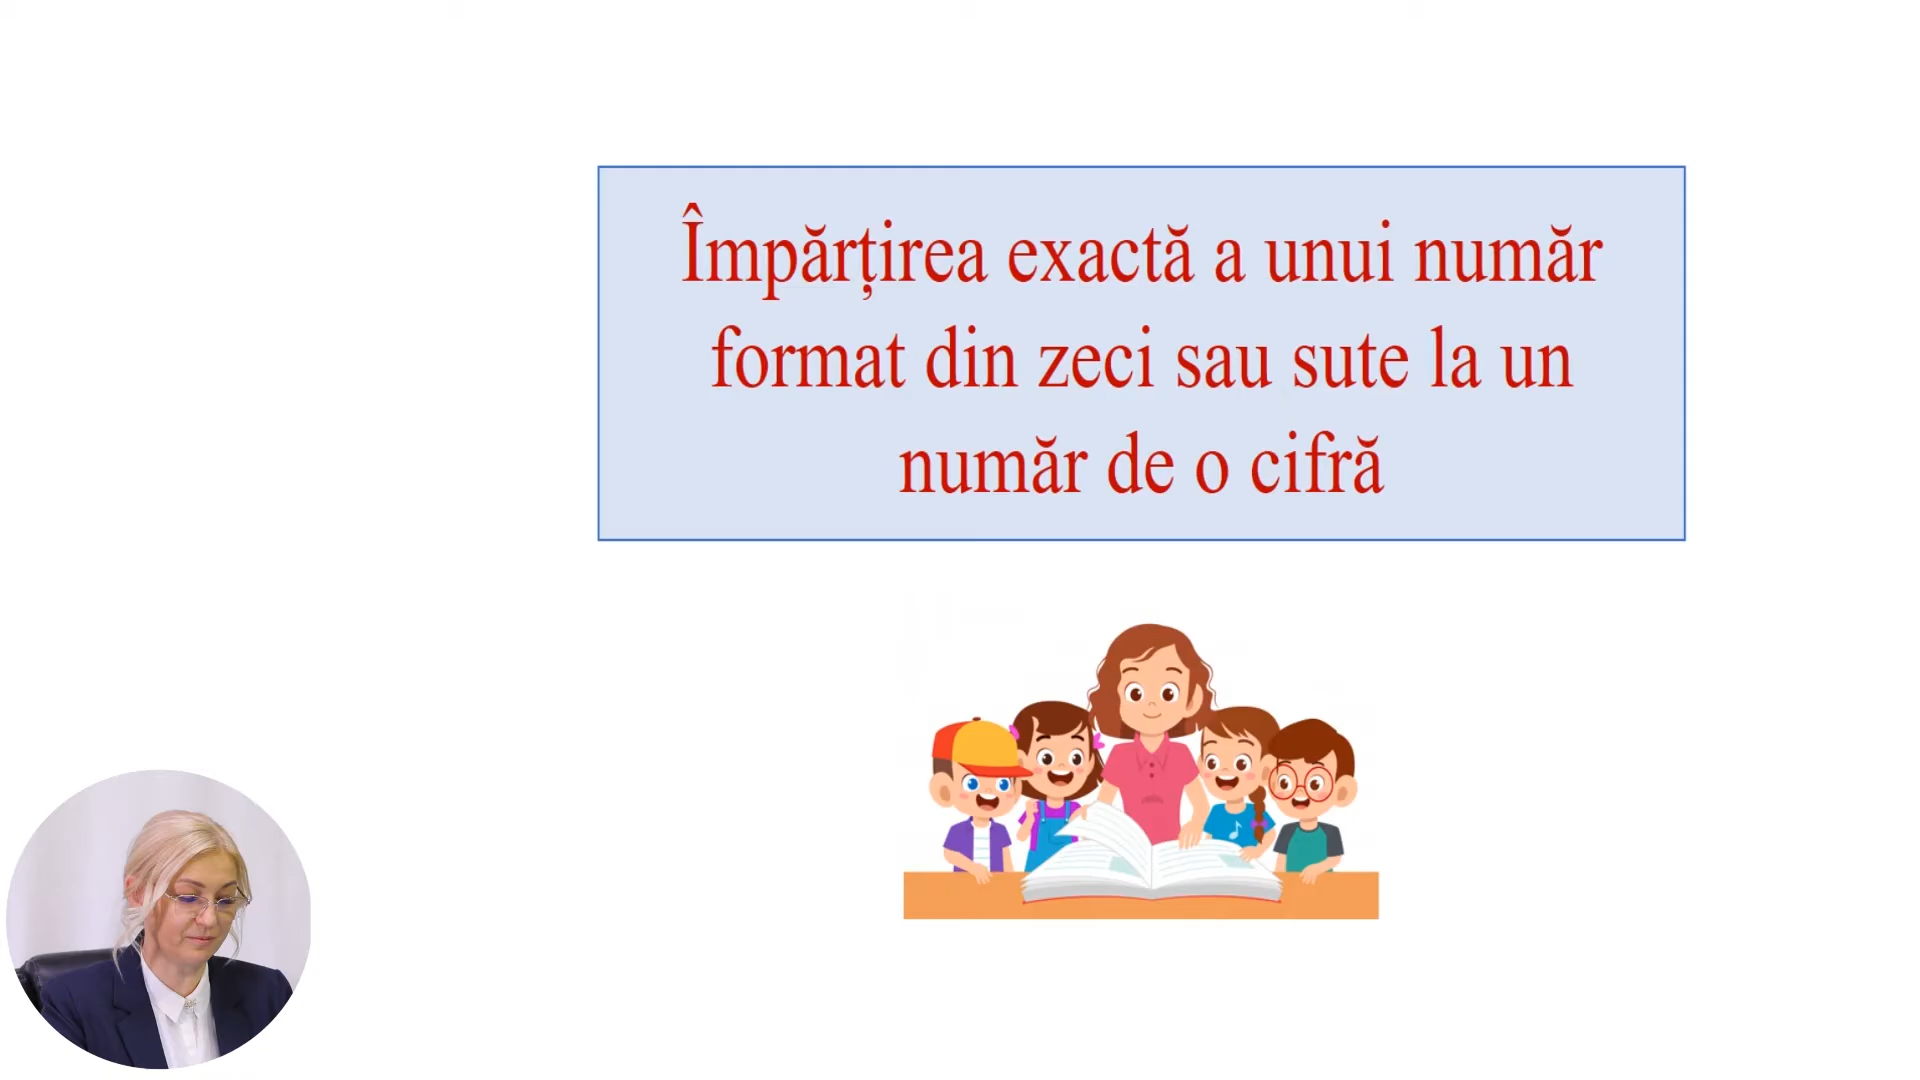 Împărțirea exactă a unui număr
format din zeci sau sute la un
număr de o cifră